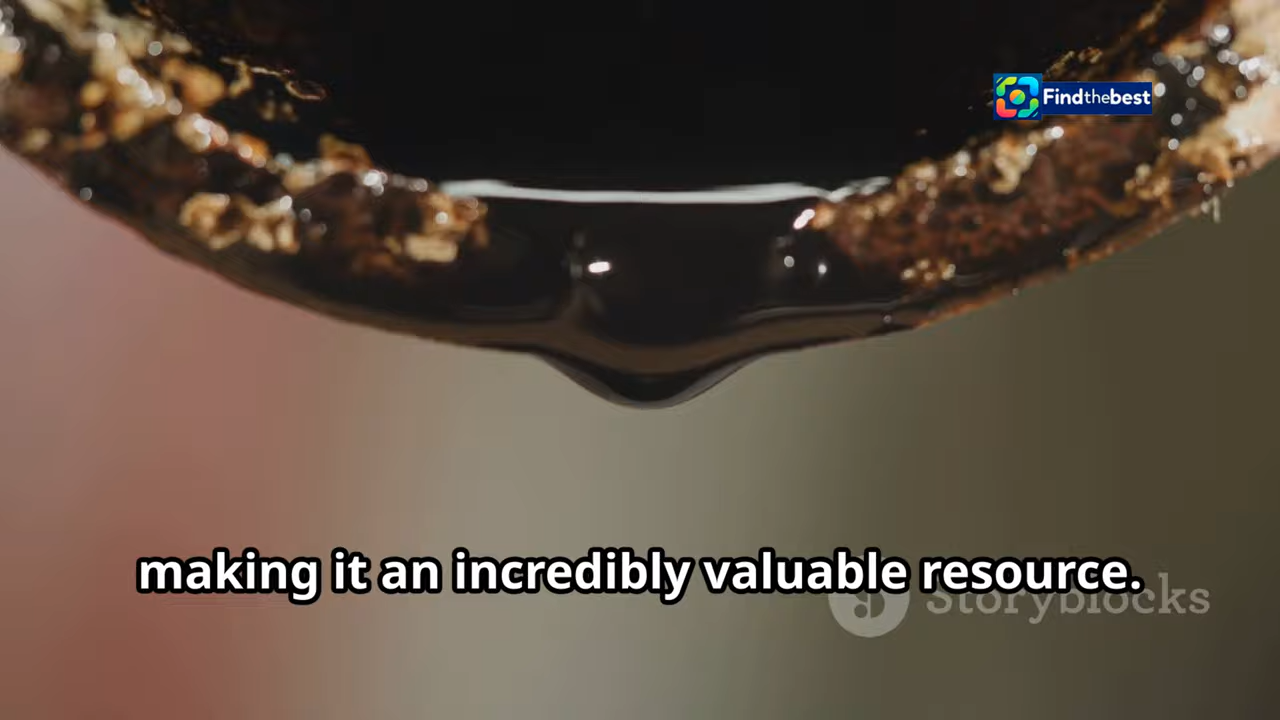 Findthebest
making it an incredibly valuable resource.
Storyblocks